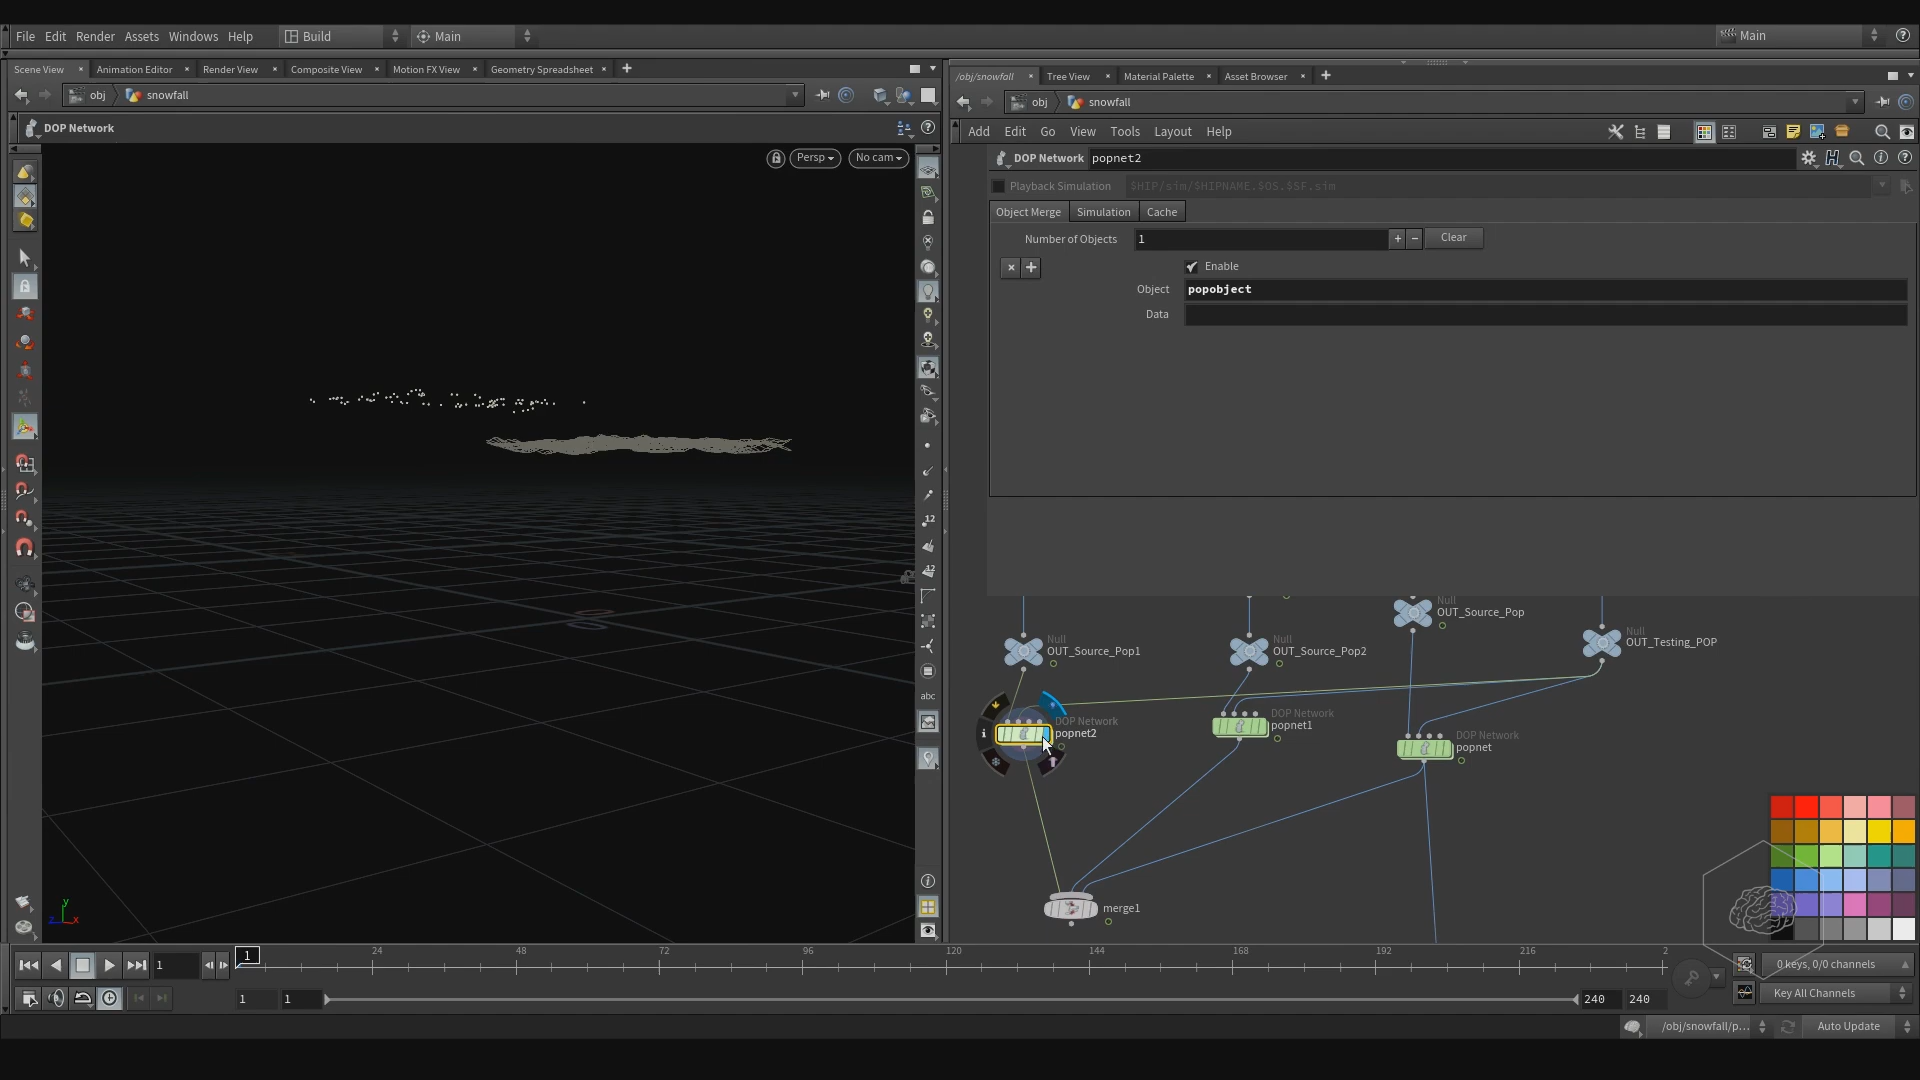 File Edit Render Assets Windows Help Build Main Main
Scene View Animation Editor Render View Composite View Motion FX View Geometry Spreadsheet
/obj/snowfall Tree View Material Palette Asset Browser
obj snowfall
obj snowfall
DOP Network
Add Edit Go View Tools Layout Help
Persp No cam
DOP Network popnet2
Playback Simulation $HIP/sim/$HIPNAME.$OS.$SF.sim
Object Merge Simulation Cache
Number of Objects 1 Clear
Enable
Object popobject
Data
12
12
abc
Null
OUT_Source_Pop1
Null
OUT_Source_Pop2
Null
OUT_Source_Pop
Null
OUT_Testing_POP
DOP Network
popnet2
DOP Network
popnet1
DOP Network
popnet
merge1
y
z x
1 1 24 48 72 96 120 144 168 192 216 2
0 keys, 0/0 channels
1 1 240 240 Key All Channels
/obj/snowfall/p... Auto Update